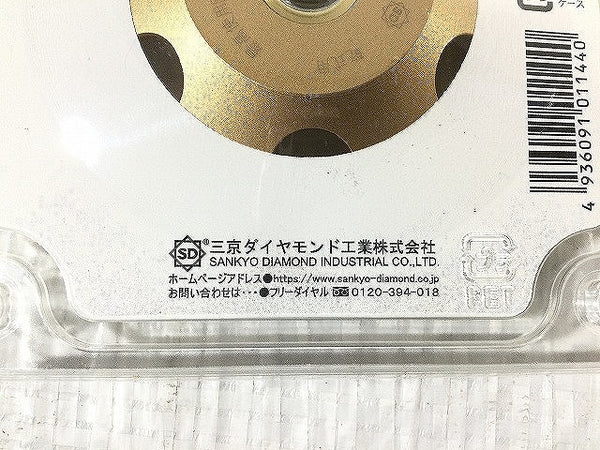 ケース
4 936091 011440
SD ® 三京ダイヤモンド工業株式会社
SANKYO DIAMOND INDUSTRIAL CO.,LTD.
ホームページアドレス●https://www.sankyo-diamond.co.jp
お問い合わせは・・・●フリーダイヤル 0120-394-018
PET